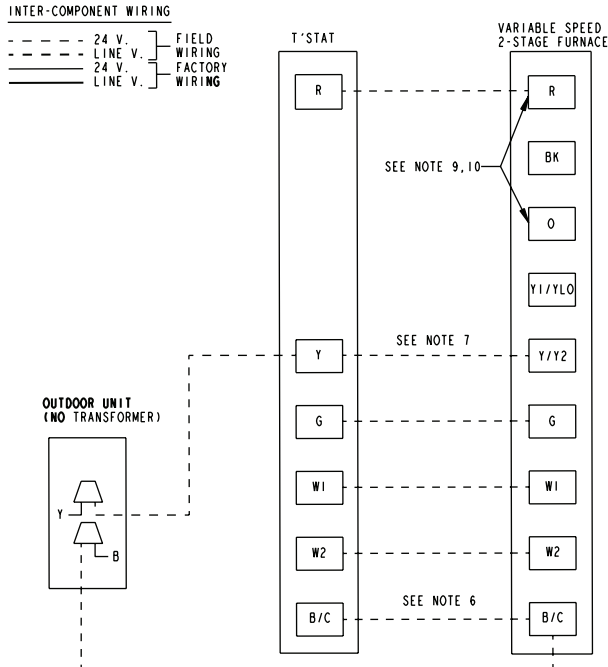 INTER-COMPONENT WIRING
24 V.
LINE V.
FIELD
WIRING
24 V.
LINE V.
FACTORY
WIRING
T'STAT
VARIABLE SPEED
2-STAGE FURNACE
R
R
BK
SEE NOTE 9,10
O
Y1/YLO
SEE NOTE 7
Y
Y/Y2
OUTDOOR UNIT
(NO TRANSFORMER)
G
G
Y
B
W1
W1
W2
W2
SEE NOTE 6
B/C
B/C